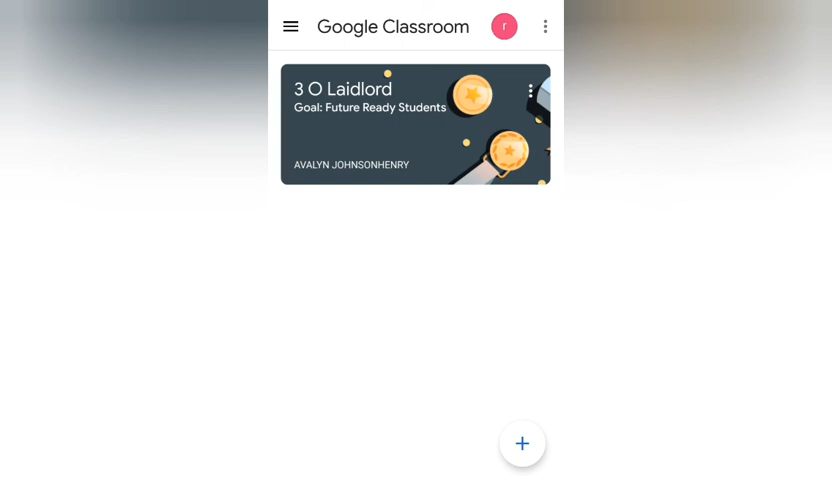 Google Classroom
r
3 O Laidlord
Goal: Future Ready Students
AVALYN JOHNSONHENRY